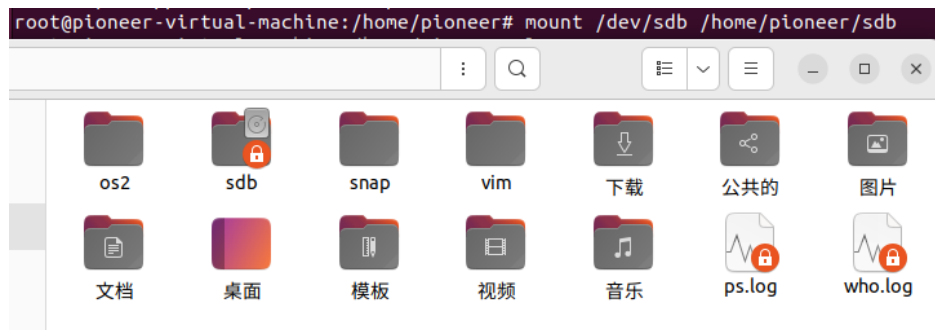 root@pioneer-virtual-machine:/home/pioneer# mount /dev/sdb /home/pioneer/sdb
os2 sdb snap vim 下载 公共的 图片
文档 桌面 模板 视频 音乐 ps.log who.log